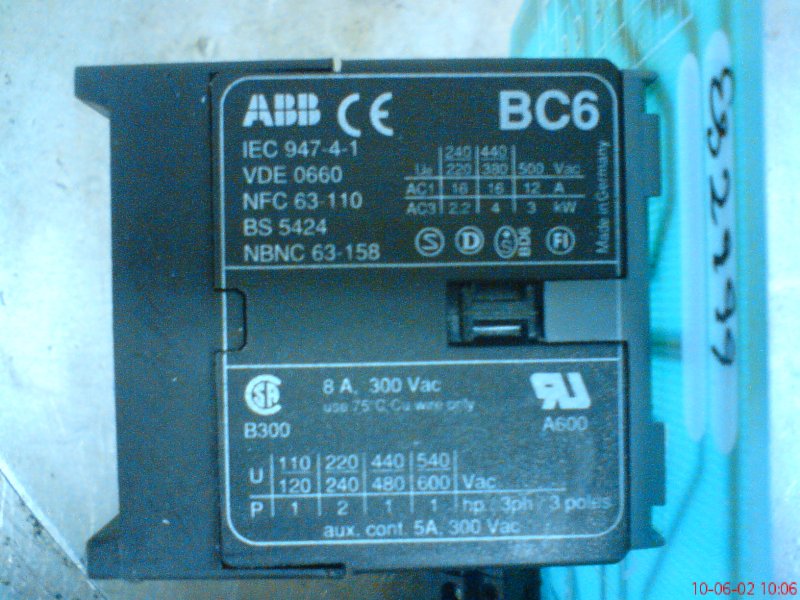 ABB CE BC6
IEC 947-4-1
VDE 0660
NFC 63-110
BS 5424
NBNC 63-158
240 440
Ue 220 380 500 Vac
AC1 16 16 12 A
AC3 2.2 4 3 kW
S D S BD6 FI
Made in Germany
SA 8 A, 300 Vac
use 75°C Cu wire only
B300 A600
110 220 440 540
U 120 240 480 600 Vac
P 1 2 1 1 hp / 3ph / 3 poles
aux. cont. 5A, 300 Vac
10-06-02 10:06